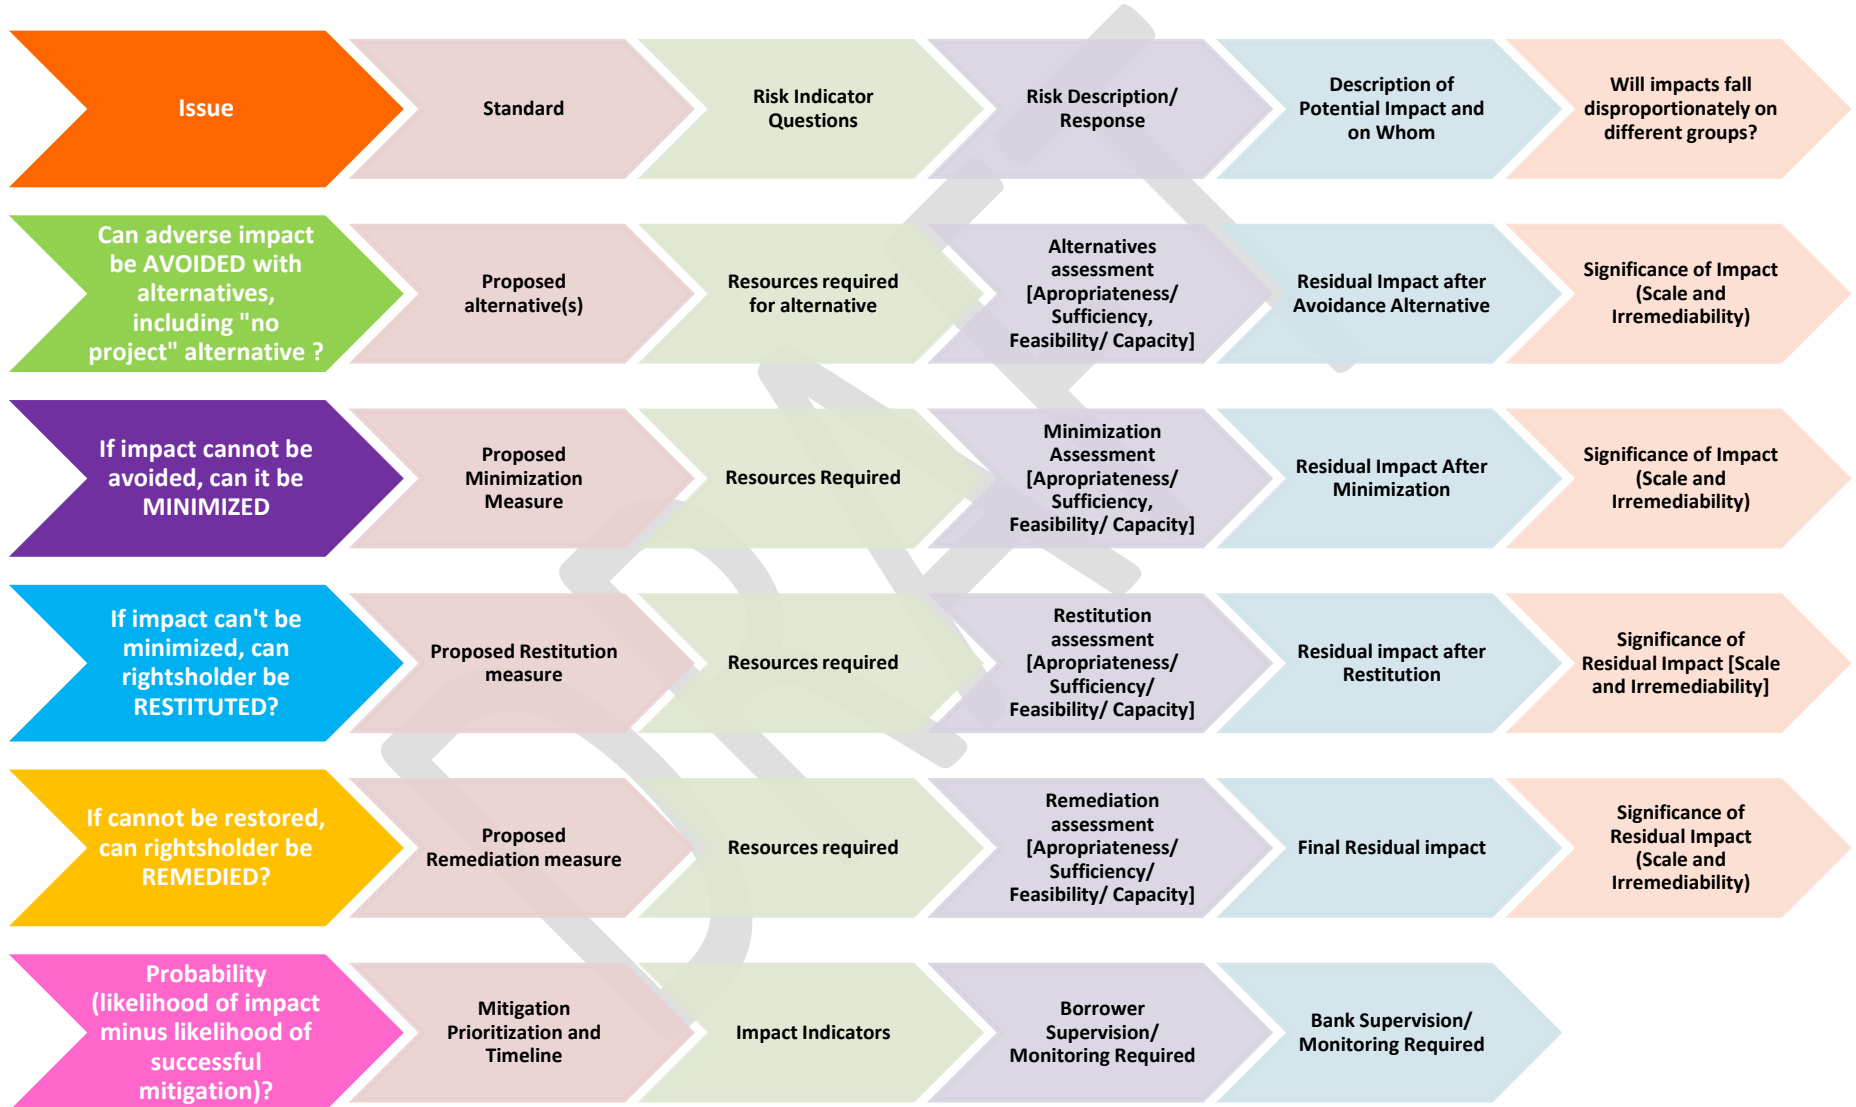 Issue
Standard
Risk Indicator
Questions
Risk Description/
Response
Description of
Potential Impact and
on Whom
Will impacts fall
disproportionately on
different groups?
Can adverse impact
be AVOIDED with
alternatives,
including "no
project" alternative ?
Proposed
alternative(s)
Resources required
for alternative
Alternatives
assessment
[Apropriateness/
Sufficiency,
Feasibility/ Capacity]
Residual Impact after
Avoidance Alternative
Significance of Impact
(Scale and
Irremediability)
If impact cannot be
avoided, can it be
MINIMIZED
Proposed
Minimization
Measure
Resources Required
Minimization
Assessment
[Apropriateness/
Sufficiency,
Feasibility/ Capacity]
Residual Impact After
Minimization
Significance of Impact
(Scale and
Irremediability)
If impact can't be
minimized, can
rightsholder be
RESTITUTED?
Proposed Restitution
measure
Resources required
Restitution
assessment
[Apropriateness/
Sufficiency/
Feasibility/ Capacity]
Residual impact after
Restitution
Significance of
Residual Impact [Scale
and Irremediability]
If cannot be restored,
can rightsholder be
REMEDIED?
Proposed
Remediation measure
Resources required
Remediation
assessment
[Apropriateness/
Sufficiency/
Feasibility/ Capacity]
Final Residual impact
Significance of
Residual Impact
(Scale and
Irremediability)
Probability
(likelihood of impact
minus likelihood of
successful
mitigation)?
Mitigation
Prioritization and
Timeline
Impact Indicators
Borrower
Supervision/
Monitoring Required
Bank Supervision/
Monitoring Required
DRAFT